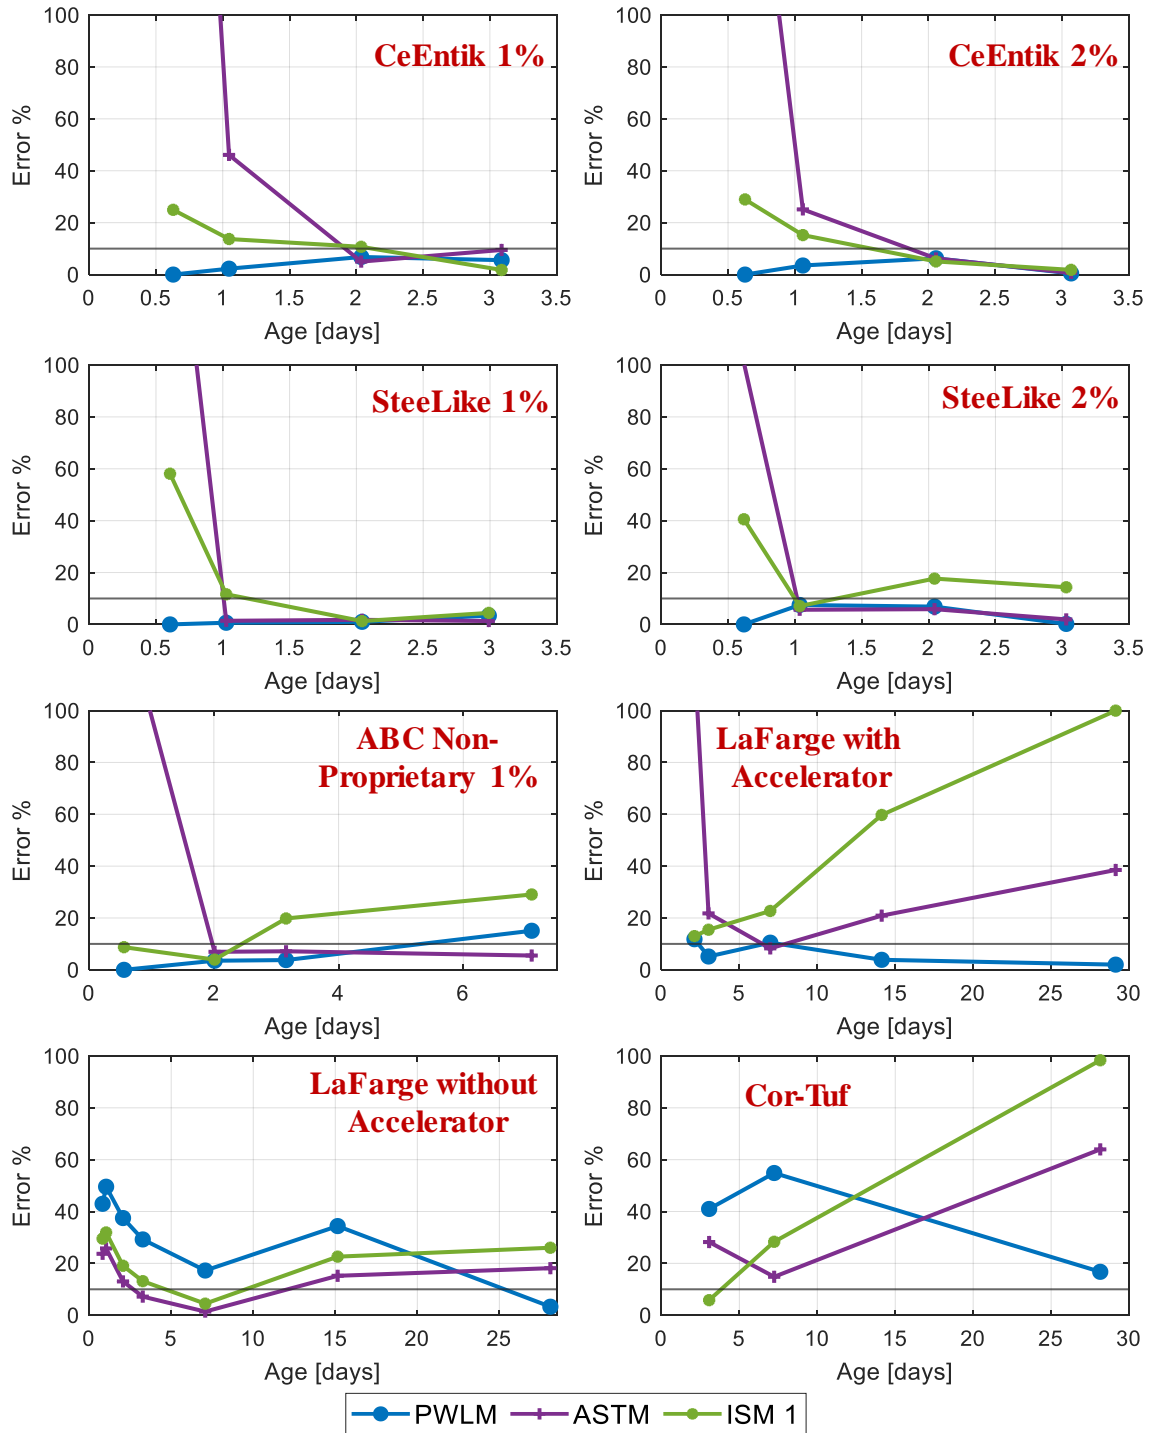 CeEntik 1%
Error %
100
80
60
40
20
0
0 0.5 1 1.5 2 2.5 3 3.5
Age [days]
CeEntik 2%
Error %
100
80
60
40
20
0
0 0.5 1 1.5 2 2.5 3 3.5
Age [days]
SteeLike 1%
Error %
100
80
60
40
20
0
0 0.5 1 1.5 2 2.5 3 3.5
Age [days]
SteeLike 2%
Error %
100
80
60
40
20
0
0 0.5 1 1.5 2 2.5 3 3.5
Age [days]
ABC Non-
Proprietary 1%
Error %
100
80
60
40
20
0
0 2 4 6
Age [days]
LaFarge with
Accelerator
Error %
100
80
60
40
20
0
0 5 10 15 20 25 30
Age [days]
LaFarge without
Accelerator
Error %
100
80
60
40
20
0
0 5 10 15 20 25
Age [days]
Cor-Tuf
Error %
100
80
60
40
20
0
0 5 10 15 20 25 30
Age [days]
PWLM ASTM ISM 1